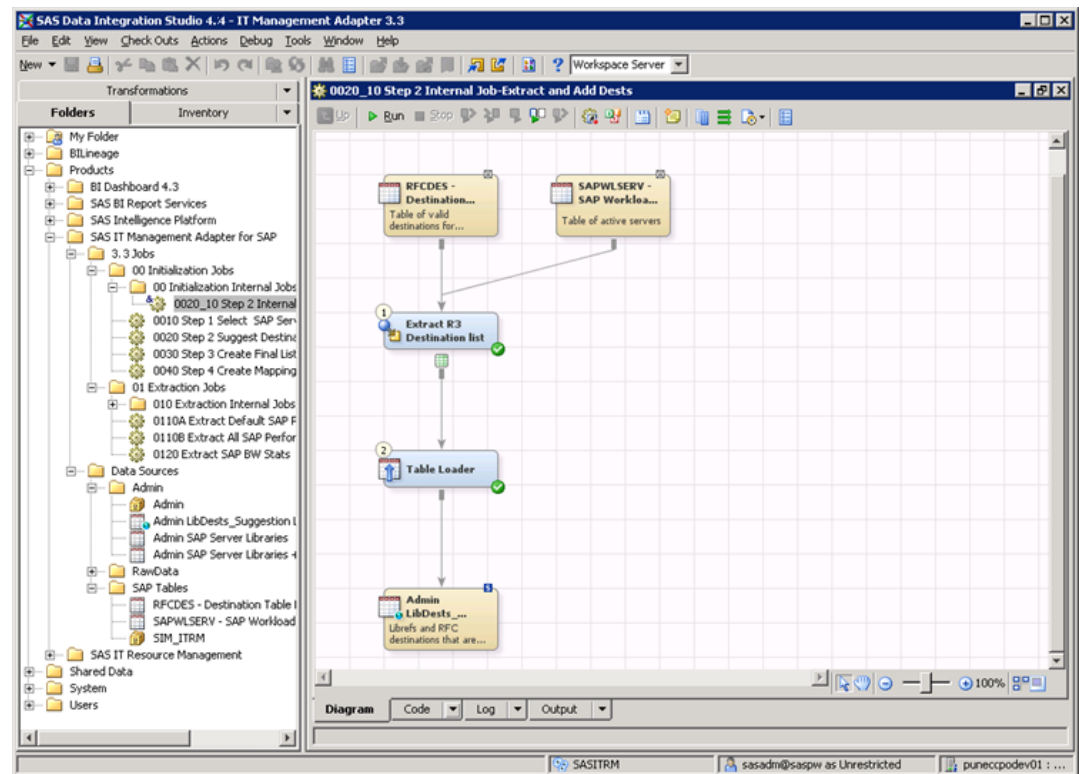 SAS Data Integration Studio 4.4 - IT Management Adapter 3.3
File Edit View Check Outs Actions Debug Tools Window Help
New Workspace Server
Transformations
Folders Inventory
My Folder
BILineage
Products
BI Dashboard 4.3
SAS BI Report Services
SAS Intelligence Platform
SAS IT Management Adapter for SAP
3.3 Jobs
00 Initialization Jobs
00 Initialization Internal Jobs
0020_10 Step 2 Internal
0010 Step 1 Select SAP Serv
0020 Step 2 Suggest Destina
0030 Step 3 Create Final List
0040 Step 4 Create Mapping
01 Extraction Jobs
010 Extraction Internal Jobs
0110A Extract Default SAP P
0110B Extract All SAP Perfor
0120 Extract SAP BW Stats
Data Sources
Admin
Admin
Admin LibDests_Suggestion L
Admin SAP Server Libraries
Admin SAP Server Libraries +
RawData
SAP Tables
RFCDES - Destination Table
SAPWLSERV - SAP Workload
SIM_ITRM
SAS IT Resource Management
Shared Data
System
Users
0020_10 Step 2 Internal Job-Extract and Add Dests
Up Run Stop
RFCDES -
Destination...
Table of valid
destinations for...
SAPWLSERV -
SAP Workloa...
Table of active servers
1
Extract R3
Destination list
2
Table Loader
Admin
LibDests_...
Librefs and RFC
destinations that are...
100%
Diagram Code Log Output
SASITRM sasadm@saspw as Unrestricted puneccpodev01 : ...